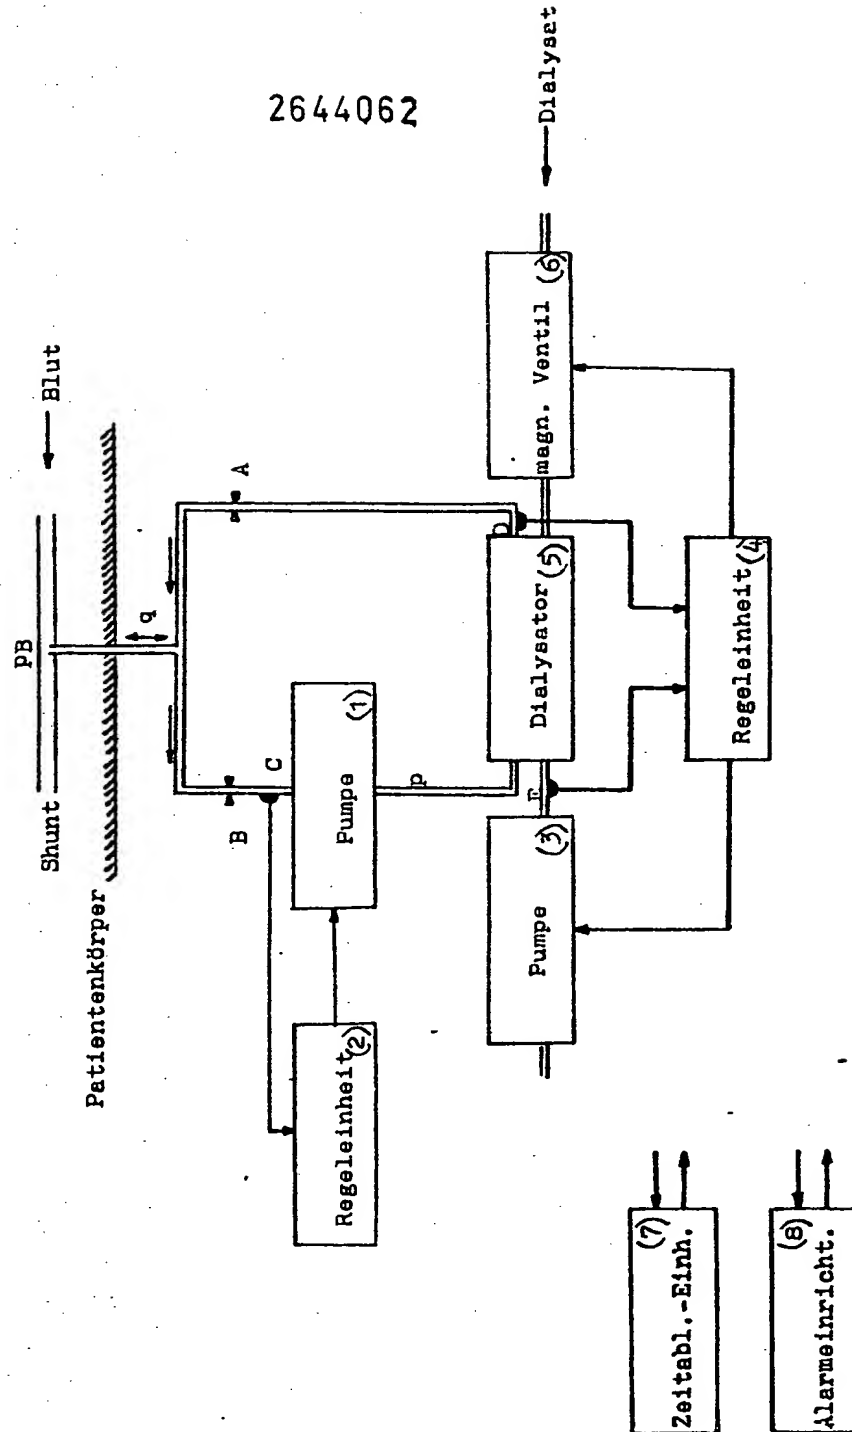 2644062
Shunt
PB
Blut
Patientenkörper
q
A
B
C
Regeleinheit (2)
Pumpe (1)
p
D
Pumpe (3)
E
Dialysator (5)
magn. Ventil (6)
Dialysat
Regeleinheit (4)
Zeitabl.-Einh. (7)
Alarmeinricht. (8)